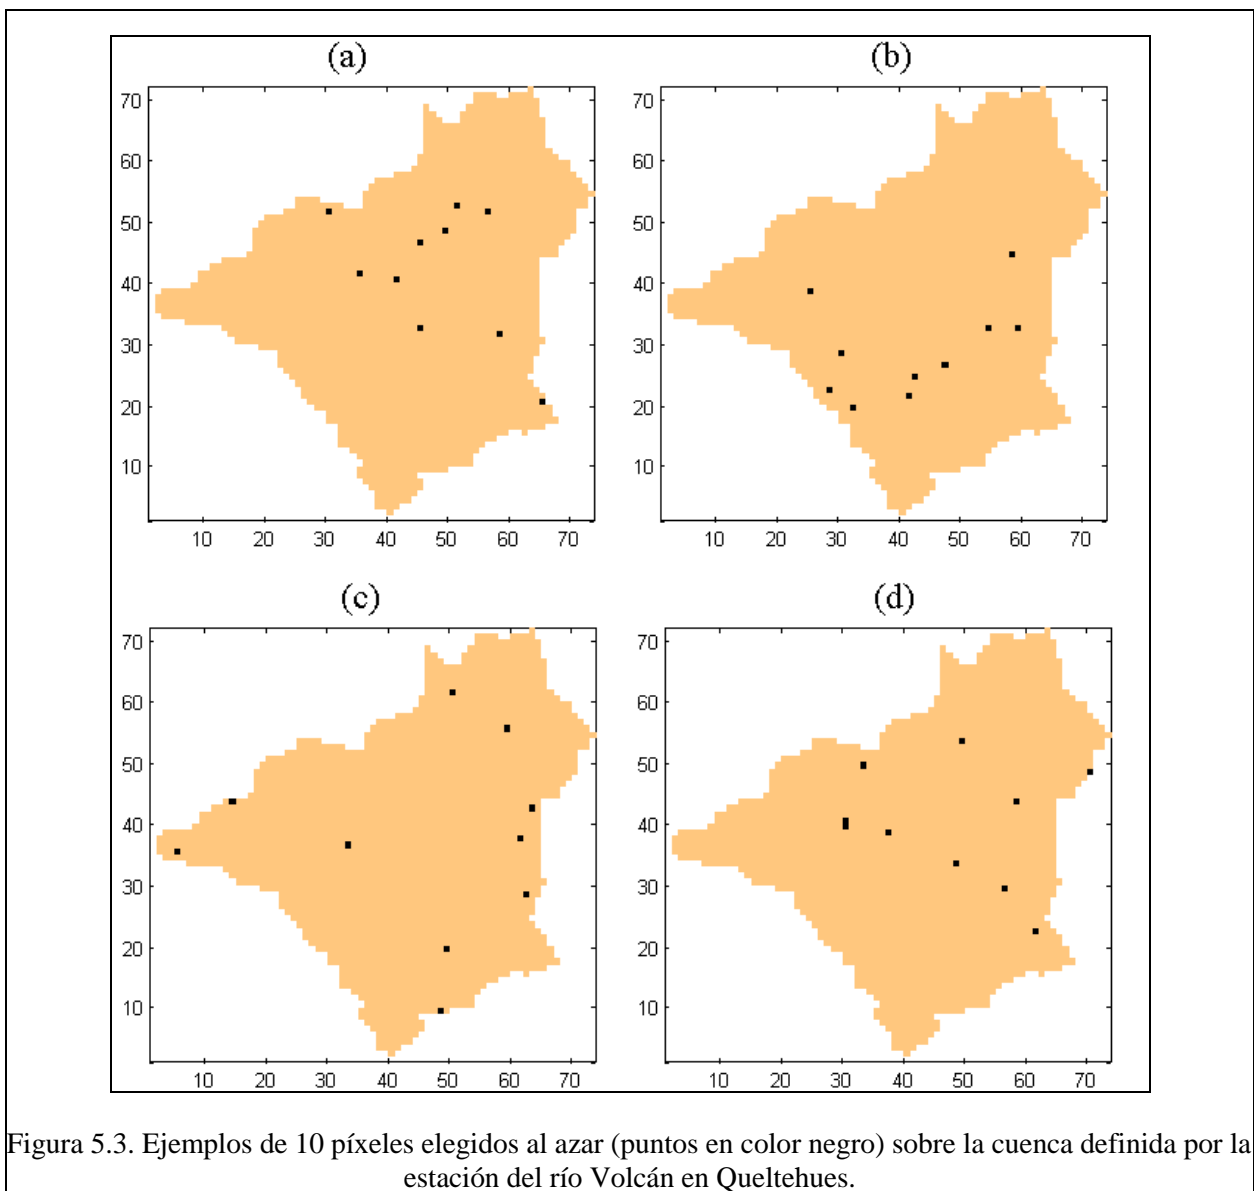 (a)
(b)
70
60
50
40
30
20
10
10 20 30 40 50 60 70
70
60
50
40
30
20
10
10 20 30 40 50 60 70
(c)
(d)
70
60
50
40
30
20
10
10 20 30 40 50 60 70
70
60
50
40
30
20
10
10 20 30 40 50 60 70
Figura 5.3. Ejemplos de 10 píxeles elegidos al azar (puntos en color negro) sobre la cuenca definida por la
estación del río Volcán en Queltehues.